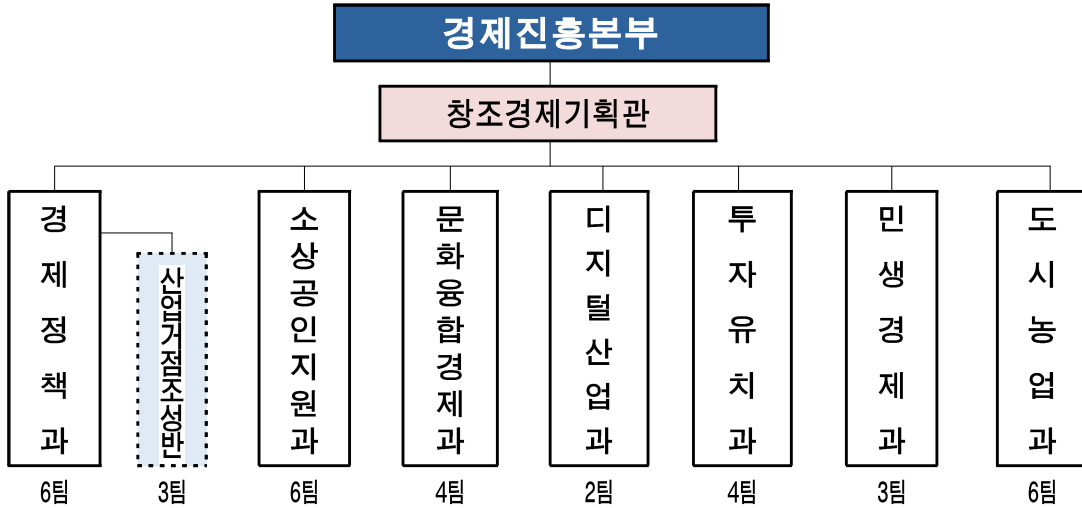 경제진흥본부
창조경제기획관
경제정책과
산업거점조성반
소상공인지원과
문화융합경제과
디지털산업과
투자유치과
민생경제과
도시농업과
6팀
3팀
6팀
4팀
2팀
4팀
3팀
6팀